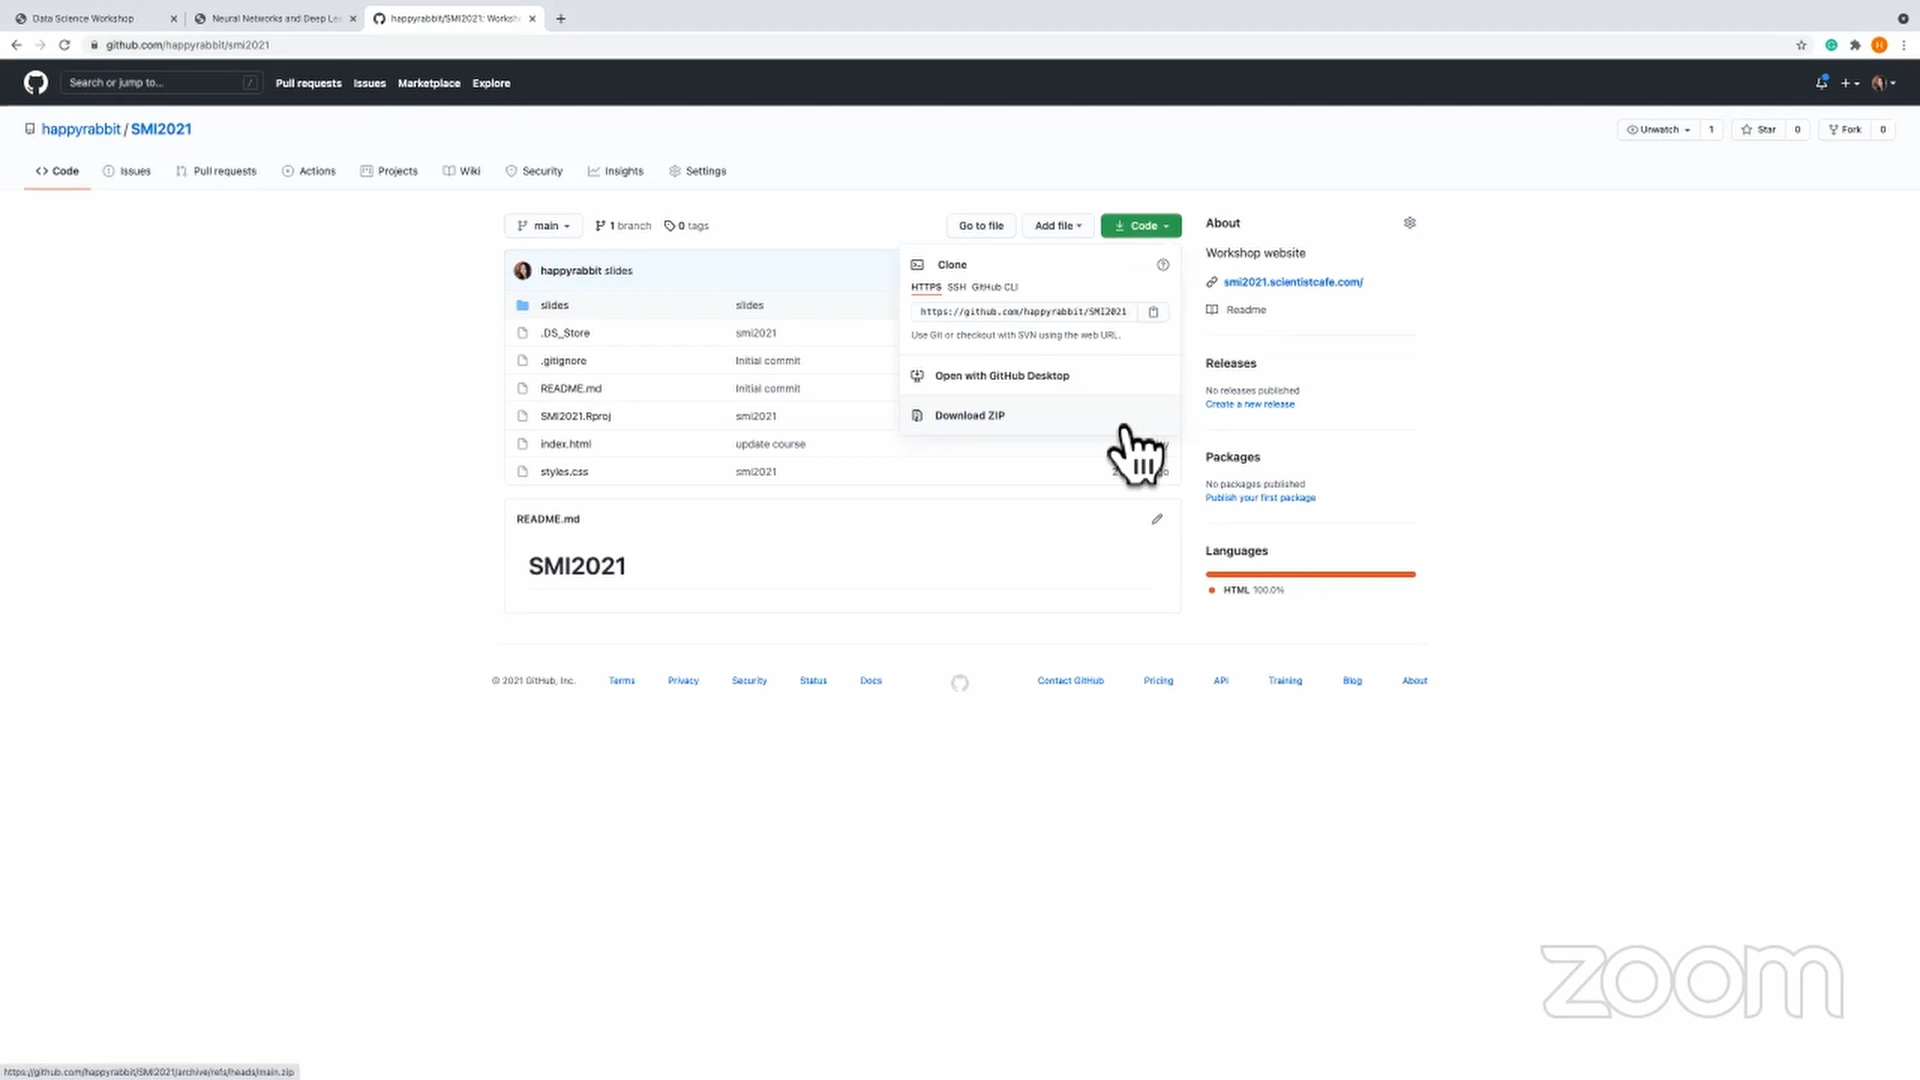 Data Science Workshop
Neural Networks and Deep Le
happyrabbit/SMI2021: Worksh
github.com/happyrabbit/smi2021
H
Search or jump to... /
Pull requests Issues Marketplace Explore
happyrabbit / SMI2021
Unwatch 1 Star 0 Fork 0
Code Issues Pull requests Actions Projects Wiki Security Insights Settings
main 1 branch 0 tags Go to file Add file Code
happyrabbit slides
slides slides
.DS_Store smi2021
.gitignore Initial commit
README.md Initial commit
SMI2021.Rproj smi2021
index.html update course
styles.css smi2021
Clone
HTTPS SSH GitHub CLI
https://github.com/happyrabbit/SMI2021
Use Git or checkout with SVN using the web URL.
Open with GitHub Desktop
Download ZIP
README.md
SMI2021
About
Workshop website
smi2021.scientistcafe.com/
Readme
Releases
No releases published
Create a new release
Packages
No packages published
Publish your first package
Languages
HTML 100.0%
© 2021 GitHub, Inc. Terms Privacy Security Status Docs Contact GitHub Pricing API Training Blog About
zoom
https://github.com/happyrabbit/SMI2021/archive/refs/heads/main.zip